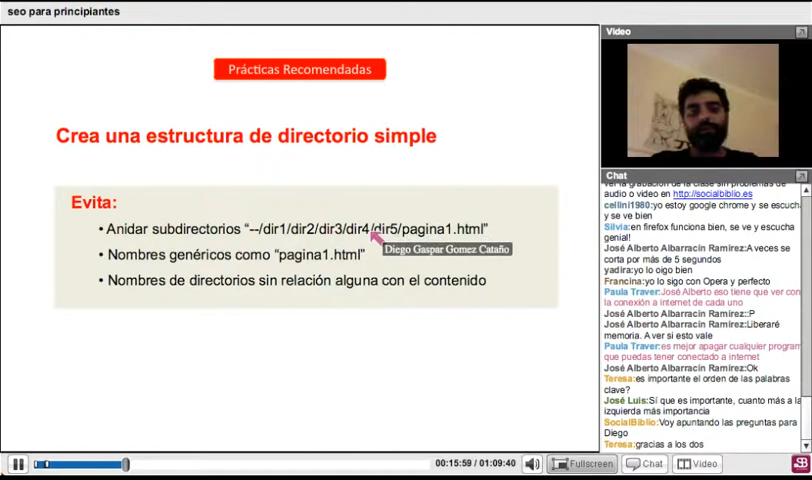 seo para principiantes
Prácticas Recomendadas
Crea una estructura de directorio simple
Evita:
• Anidar subdirectorios “--/dir1/dir2/dir3/dir4/dir5/pagina1.html”
Diego Gaspar Gomez Cataño
• Nombres genéricos como “pagina1.html”
• Nombres de directorios sin relación alguna con el contenido
00:15:59 / 01:09:40
Fullscreen
Chat
Video
Video
Chat
ver la grabación de la clase sin problemas de
audio o video en http://socialbiblio.es
cellini1980:yo estoy google chrome y se escucha
y se ve bien
Silvia:en firefox funciona bien, se ve y escucha
genial!
José Alberto Albarracín Ramírez:A veces se
corta por más de 5 segundos
yadira:yo lo oigo bien
Francina:yo lo sigo con Opera y perfecto
Paula Traver:José Alberto eso tiene que ver con
la conexión a internet de cada uno
José Alberto Albarracín Ramírez::P
José Alberto Albarracín Ramírez:Liberaré
memoria. A ver si esto vale
Paula Traver:es mejor apagar cualquier program
que puedas tener conectado a internet
José Alberto Albarracín Ramírez:Ok
Teresa:es importante el orden de las palabras
clave?
José Luis:Sí que es importante, cuanto más a la
izquierda más importancia
SocialBiblio:Voy apuntando las preguntas para
Diego
Teresa:gracias a los dos
SB